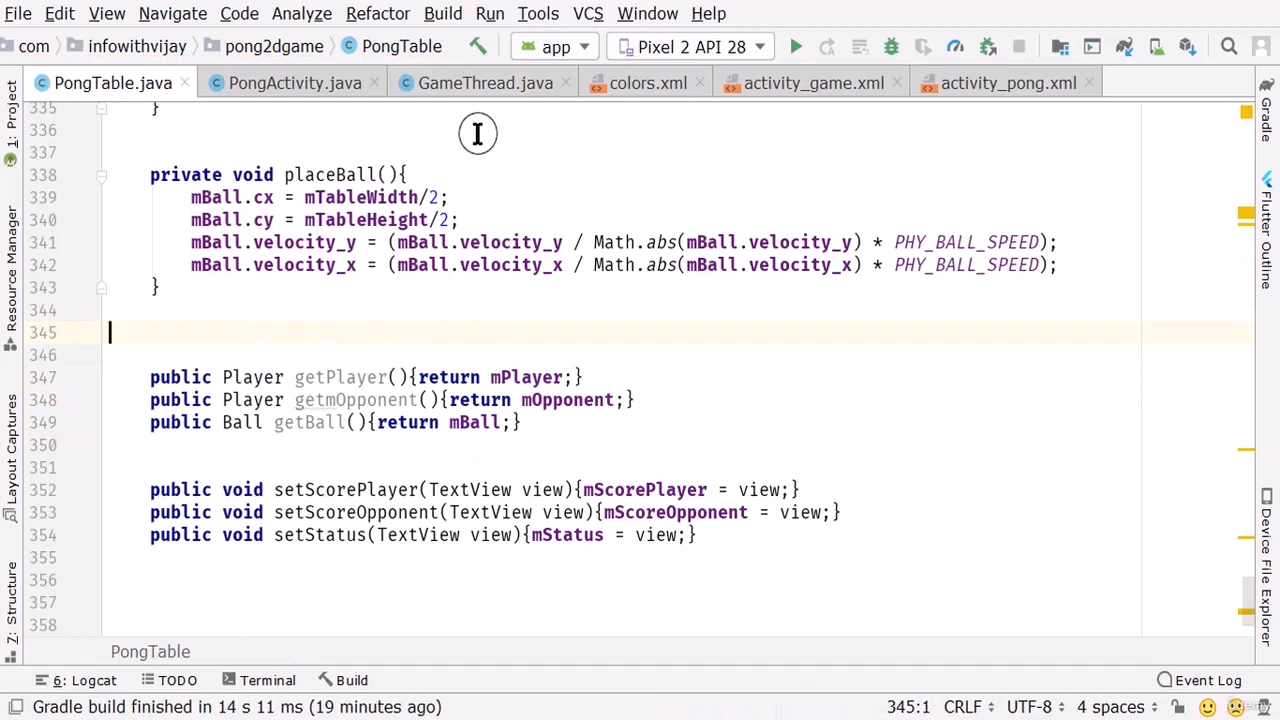 File Edit View Navigate Code Analyze Refactor Build Run Tools VCS Window Help
com infowithvijay pong2dgame PongTable app Pixel 2 API 28
PongTable.java PongActivity.java GameThread.java colors.xml activity_game.xml activity_pong.xml
1: Project
Resource Manager
Layout Captures
7: Structure
335 }
336
337
338 private void placeBall(){
339 mBall.cx = mTableWidth/2;
340 mBall.cy = mTableHeight/2;
341 mBall.velocity_y = (mBall.velocity_y / Math.abs(mBall.velocity_y) * PHY_BALL_SPEED);
342 mBall.velocity_x = (mBall.velocity_x / Math.abs(mBall.velocity_x) * PHY_BALL_SPEED);
343 }
344
345
346
347 public Player getPlayer(){return mPlayer;}
348 public Player getmOpponent(){return mOpponent;}
349 public Ball getBall(){return mBall;}
350
351
352 public void setScorePlayer(TextView view){mScorePlayer = view;}
353 public void setScoreOpponent(TextView view){mScoreOpponent = view;}
354 public void setStatus(TextView view){mStatus = view;}
355
356
357
358
Gradle
Flutter Outline
Device File Explorer
PongTable
6: Logcat TODO Terminal Build Event Log
Gradle build finished in 14 s 11 ms (19 minutes ago) 345:1 CRLF UTF-8 4 spaces